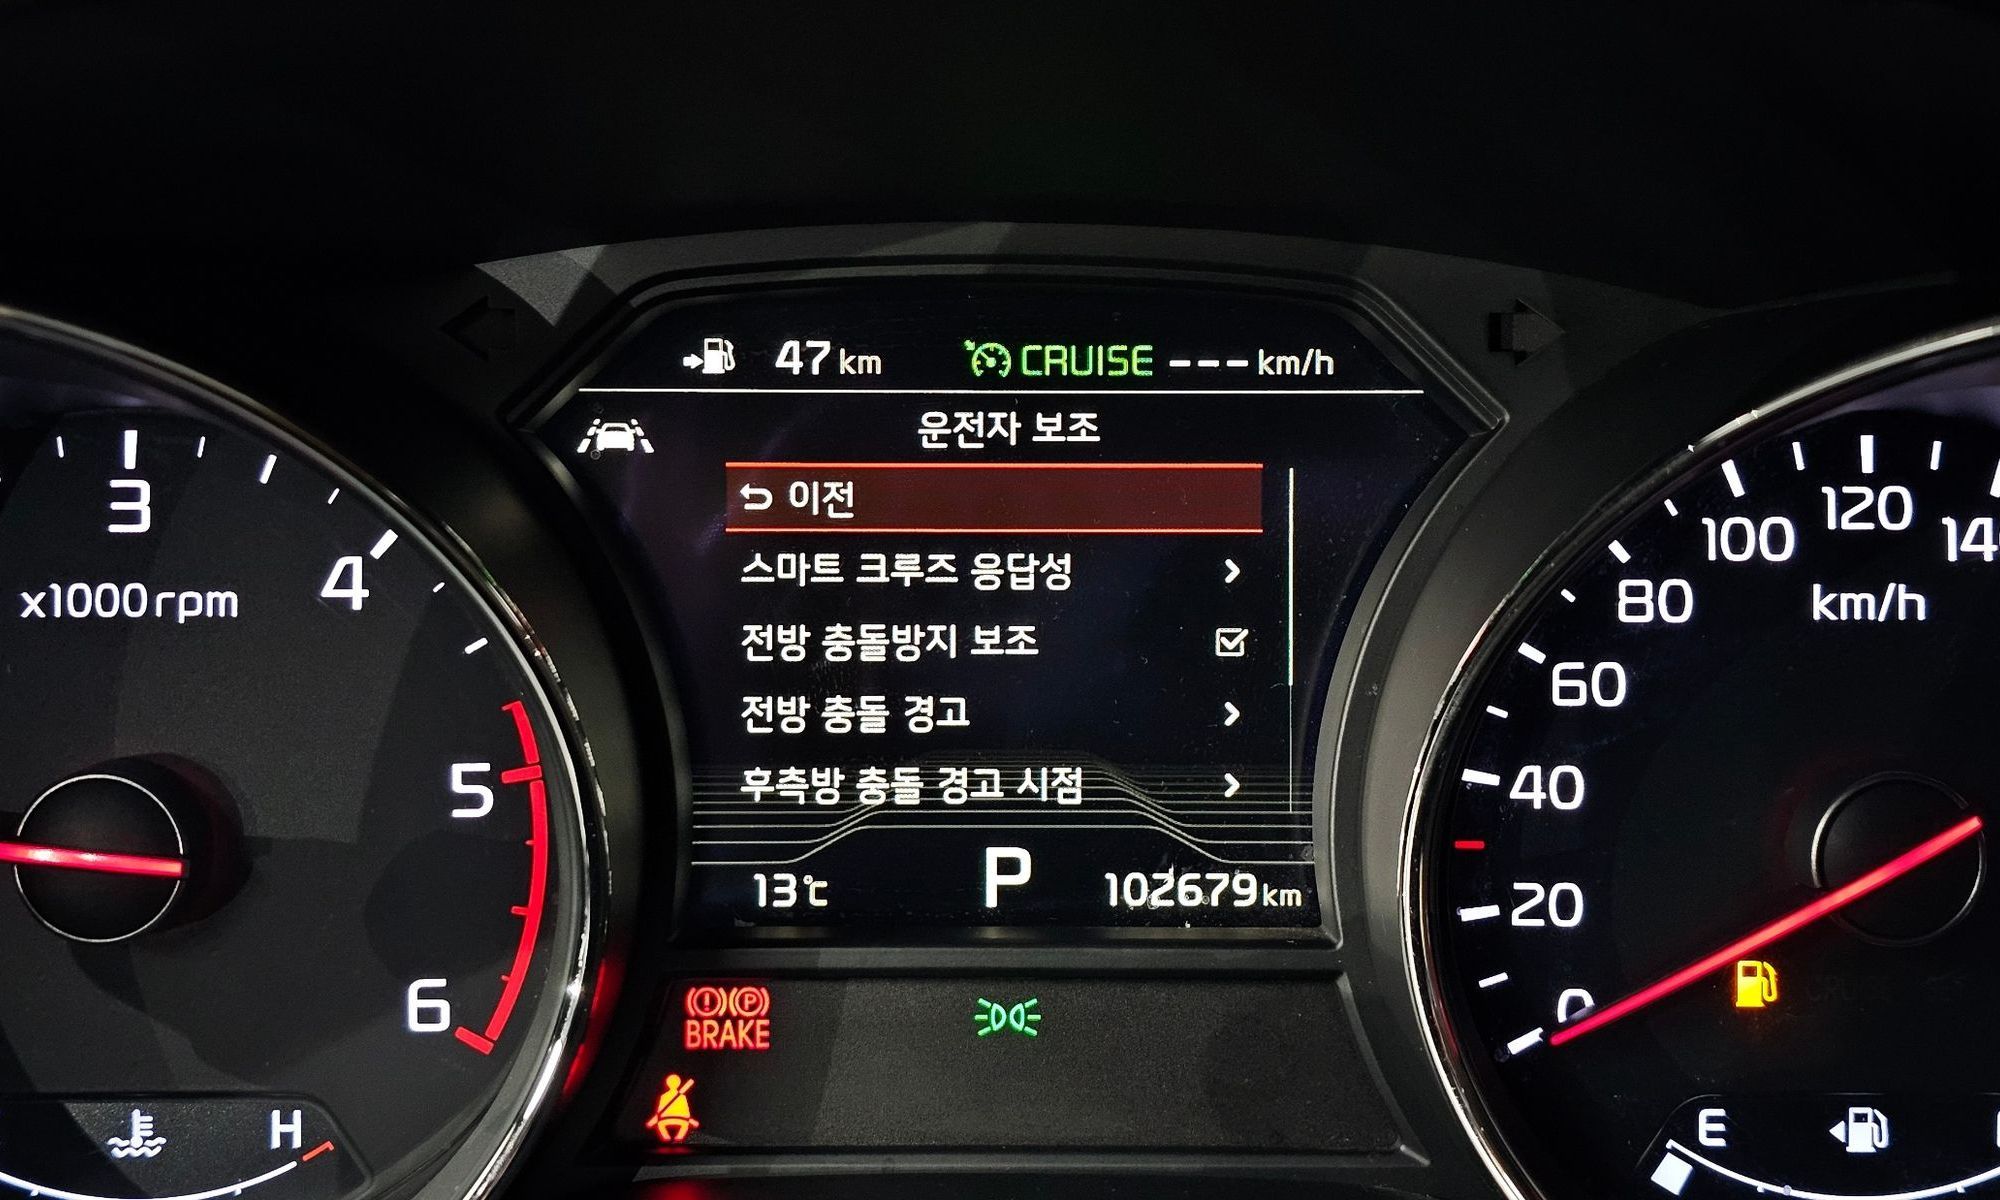 47 km CRUISE --- km/h
운전자 보조
이전
스마트 크루즈 응답성
전방 충돌방지 보조
전방 충돌 경고
후측방 충돌 경고 시점
13℃ P 102679 km
3
4
x1000rpm
5
6
H
BRAKE
120
100
80
km/h
60
40
20
0
E